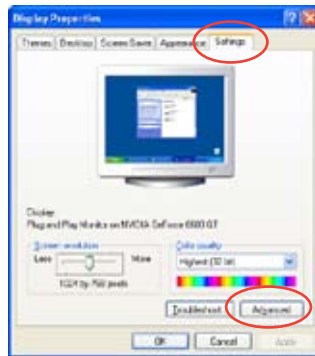 Display Properties
Themes Desktop Screen Saver Appearance Settings
Display:
Plug and Play Monitor on NVIDIA GeForce 6600 GT
Screen resolution
Less More
1024 by 768 pixels
Color quality
Highest (32 bit)
Troubleshoot... Advanced
OK Cancel Apply